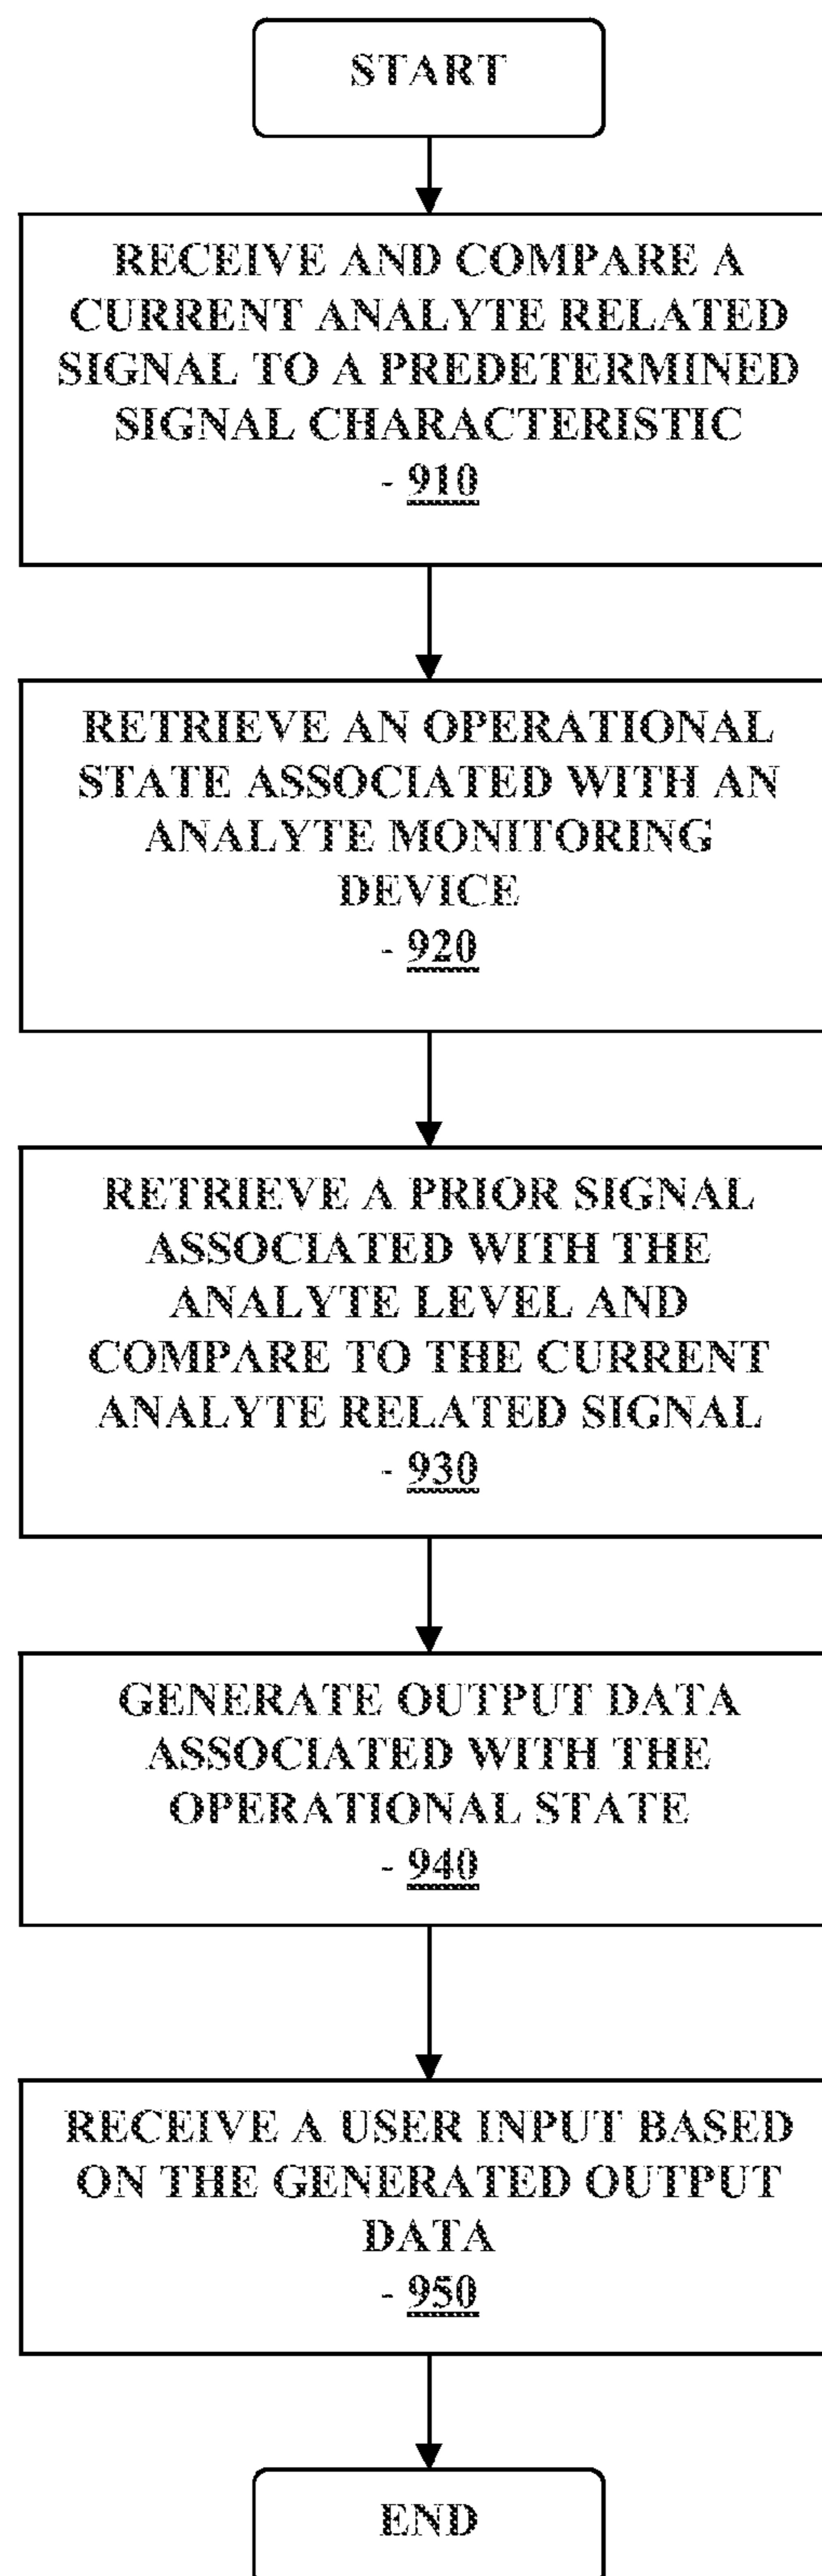 START
RECEIVE AND COMPARE A
CURRENT ANALYTE RELATED
SIGNAL TO A PREDETERMINED
SIGNAL CHARACTERISTIC
- 910
RETRIEVE AN OPERATIONAL
STATE ASSOCIATED WITH AN
ANALYTE MONITORING
DEVICE
- 920
RETRIEVE A PRIOR SIGNAL
ASSOCIATED WITH THE
ANALYTE LEVEL AND
COMPARE TO THE CURRENT
ANALYTE RELATED SIGNAL
- 930
GENERATE OUTPUT DATA
ASSOCIATED WITH THE
OPERATIONAL STATE
- 940
RECEIVE A USER INPUT BASED
ON THE GENERATED OUTPUT
DATA
- 950
END